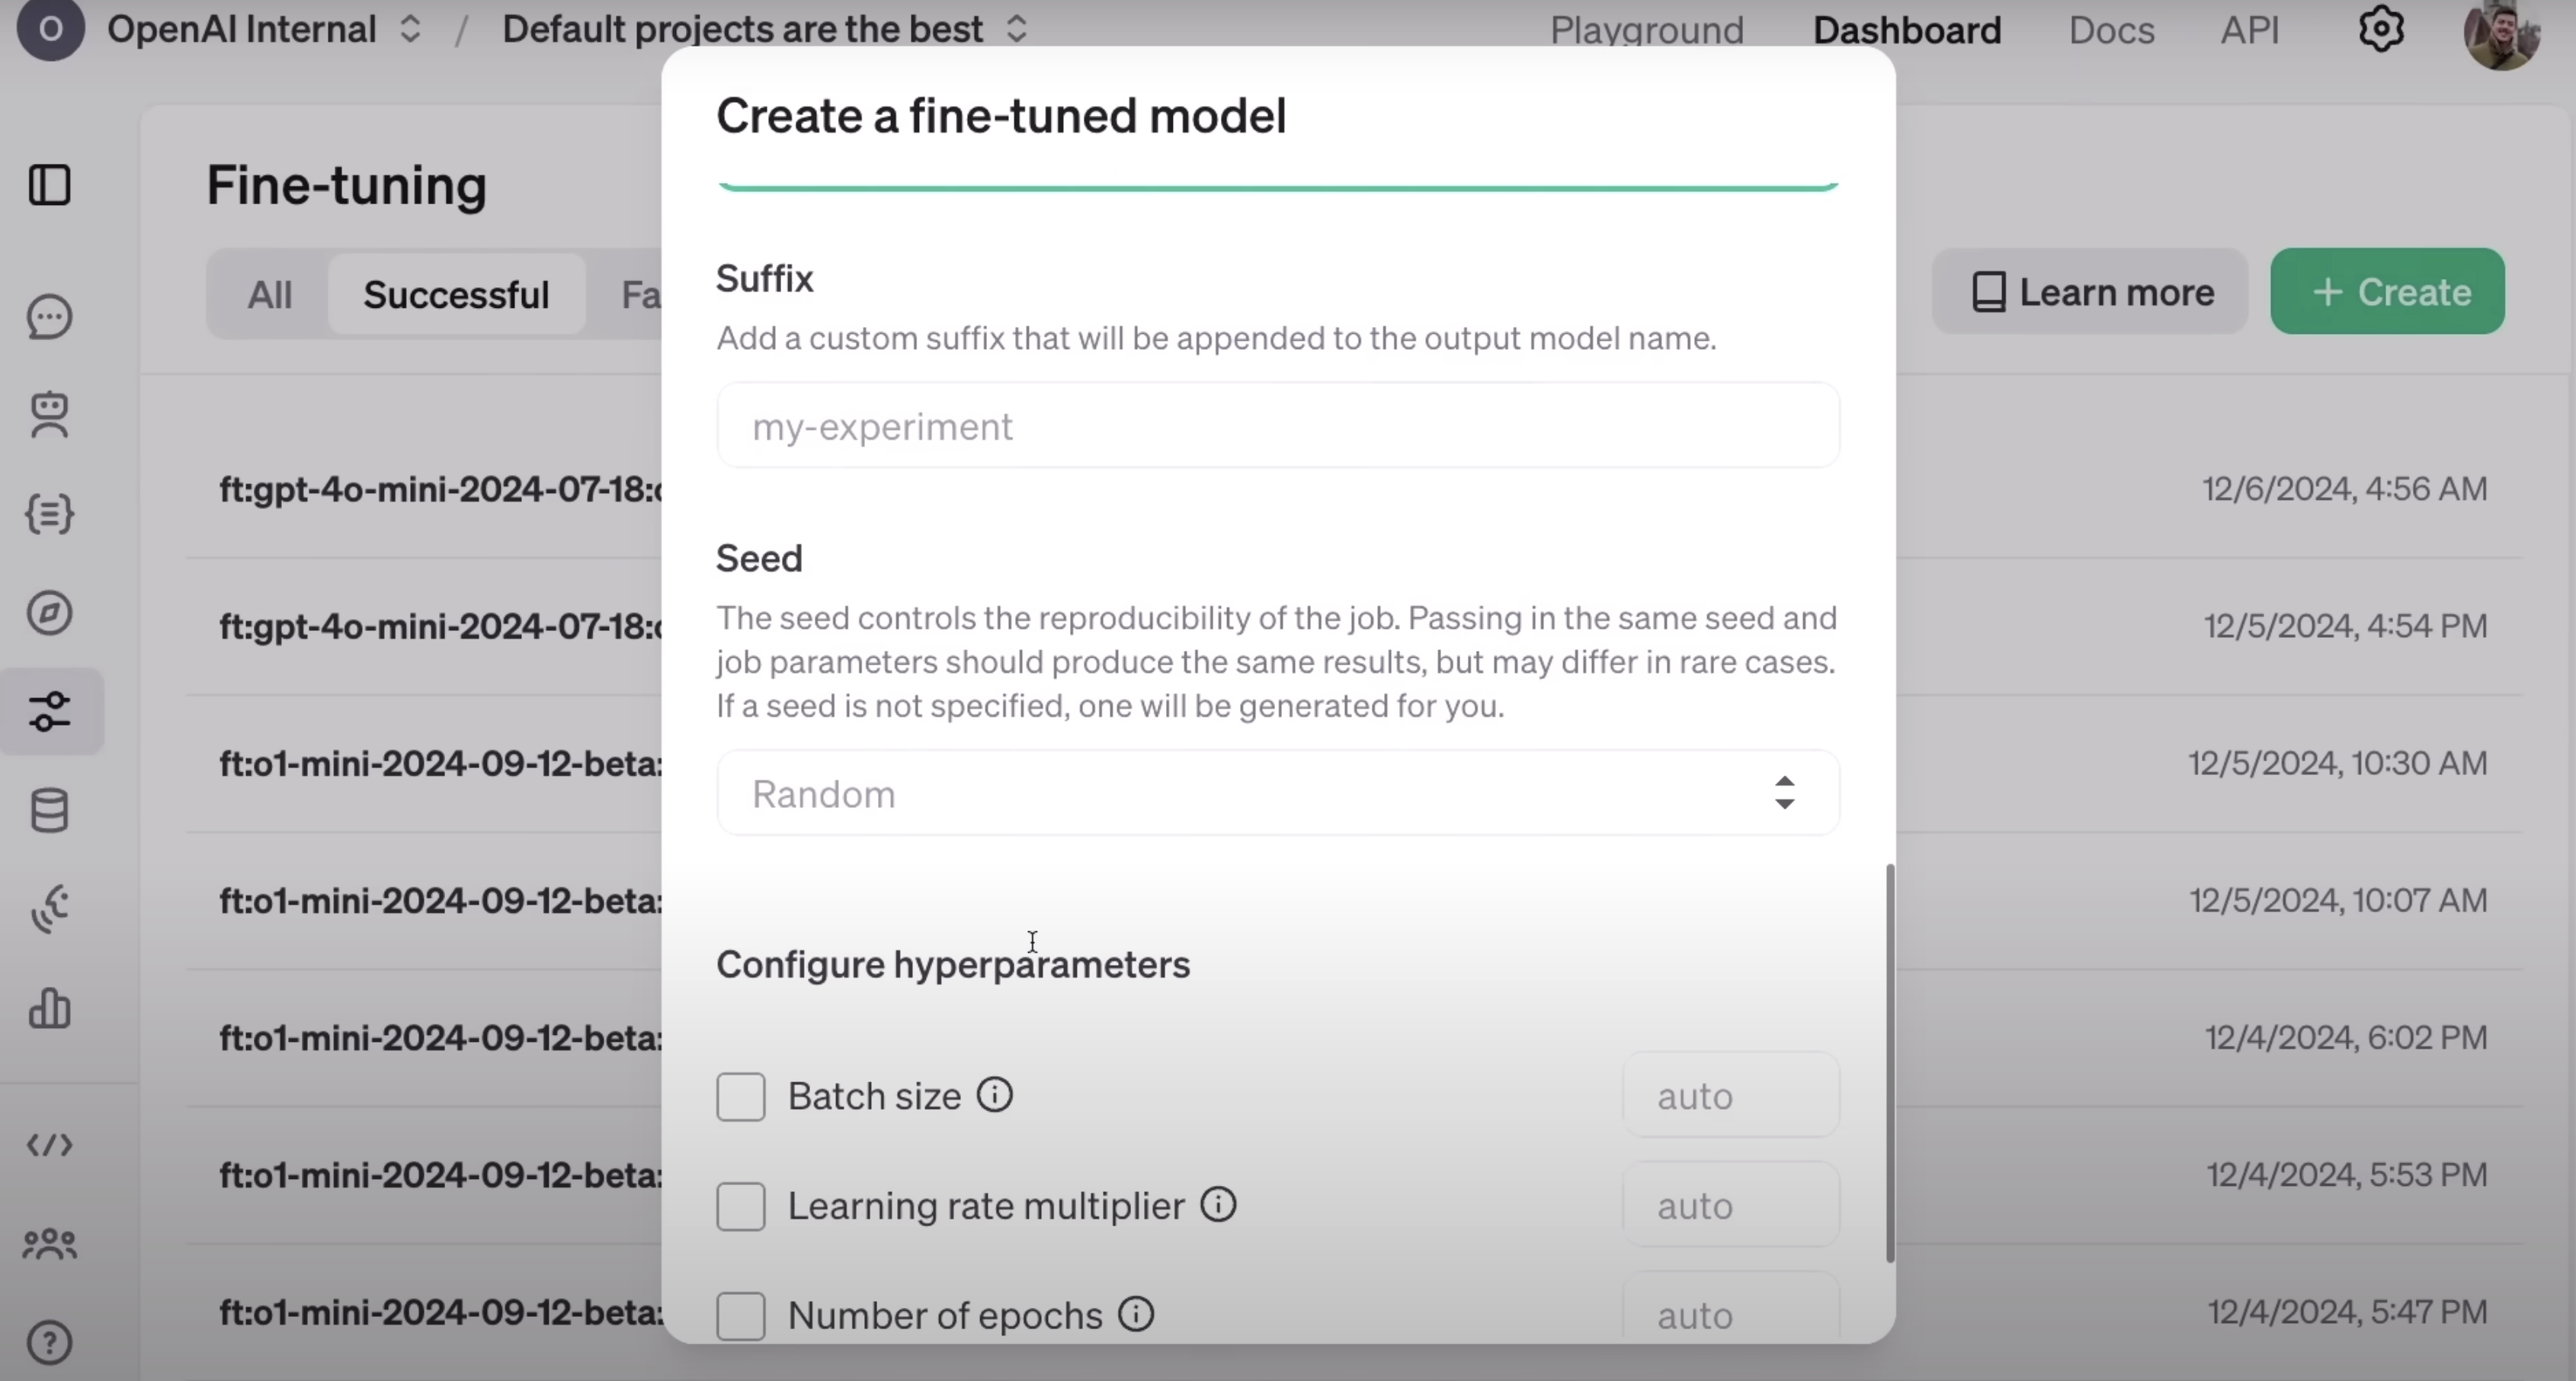 O OpenAI Internal / Default projects are the best Playground Dashboard Docs API
Fine-tuning
All Successful
Learn more + Create
ft:gpt-4o-mini-2024-07-18: 12/6/2024, 4:56 AM
ft:gpt-4o-mini-2024-07-18: 12/5/2024, 4:54 PM
ft:o1-mini-2024-09-12-beta: 12/5/2024, 10:30 AM
ft:o1-mini-2024-09-12-beta: 12/5/2024, 10:07 AM
ft:o1-mini-2024-09-12-beta: 12/4/2024, 6:02 PM
ft:o1-mini-2024-09-12-beta: 12/4/2024, 5:53 PM
ft:o1-mini-2024-09-12-beta: 12/4/2024, 5:47 PM
Create a fine-tuned model
Suffix
Add a custom suffix that will be appended to the output model name.
my-experiment
Seed
The seed controls the reproducibility of the job. Passing in the same seed and
job parameters should produce the same results, but may differ in rare cases.
If a seed is not specified, one will be generated for you.
Random
Configure hyperparameters
Batch size auto
Learning rate multiplier auto
Number of epochs auto